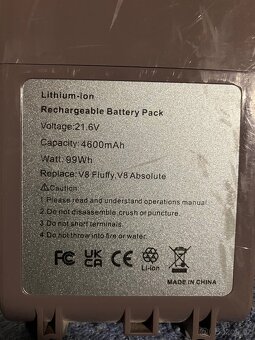 Lithium-Ion
Rechargeable Battery Pack
Voltage:21.6V
Capacity: 4600mAh
Watt: 99Wh
Replace: V8 Fluffy,V8 Absolute
Caution
1 Please read and understand operations manual.
2.Do not disassemble,crush or puncture.
3.Do not short terminals.
4.Do not throw into fire or water.
FC UK CA CE Li-Ion
MADE IN CHINA